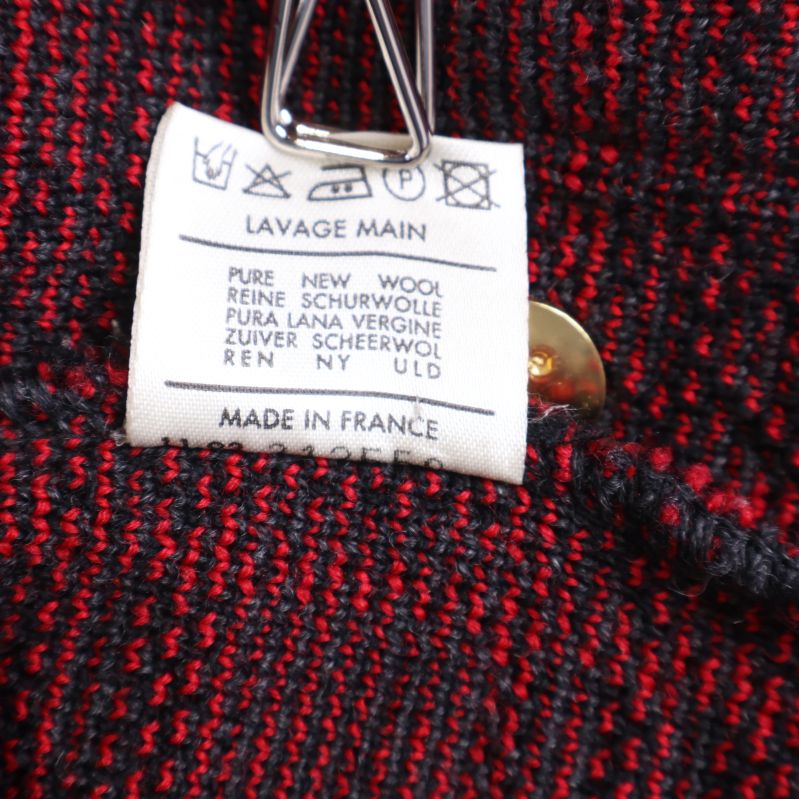 P
LAVAGE MAIN
PURE NEW WOOL
REINE SCHURWOLLE
PURA LANA VERGINE
ZUIVER SCHEERWOL
REN NY ULD
MADE IN FRANCE